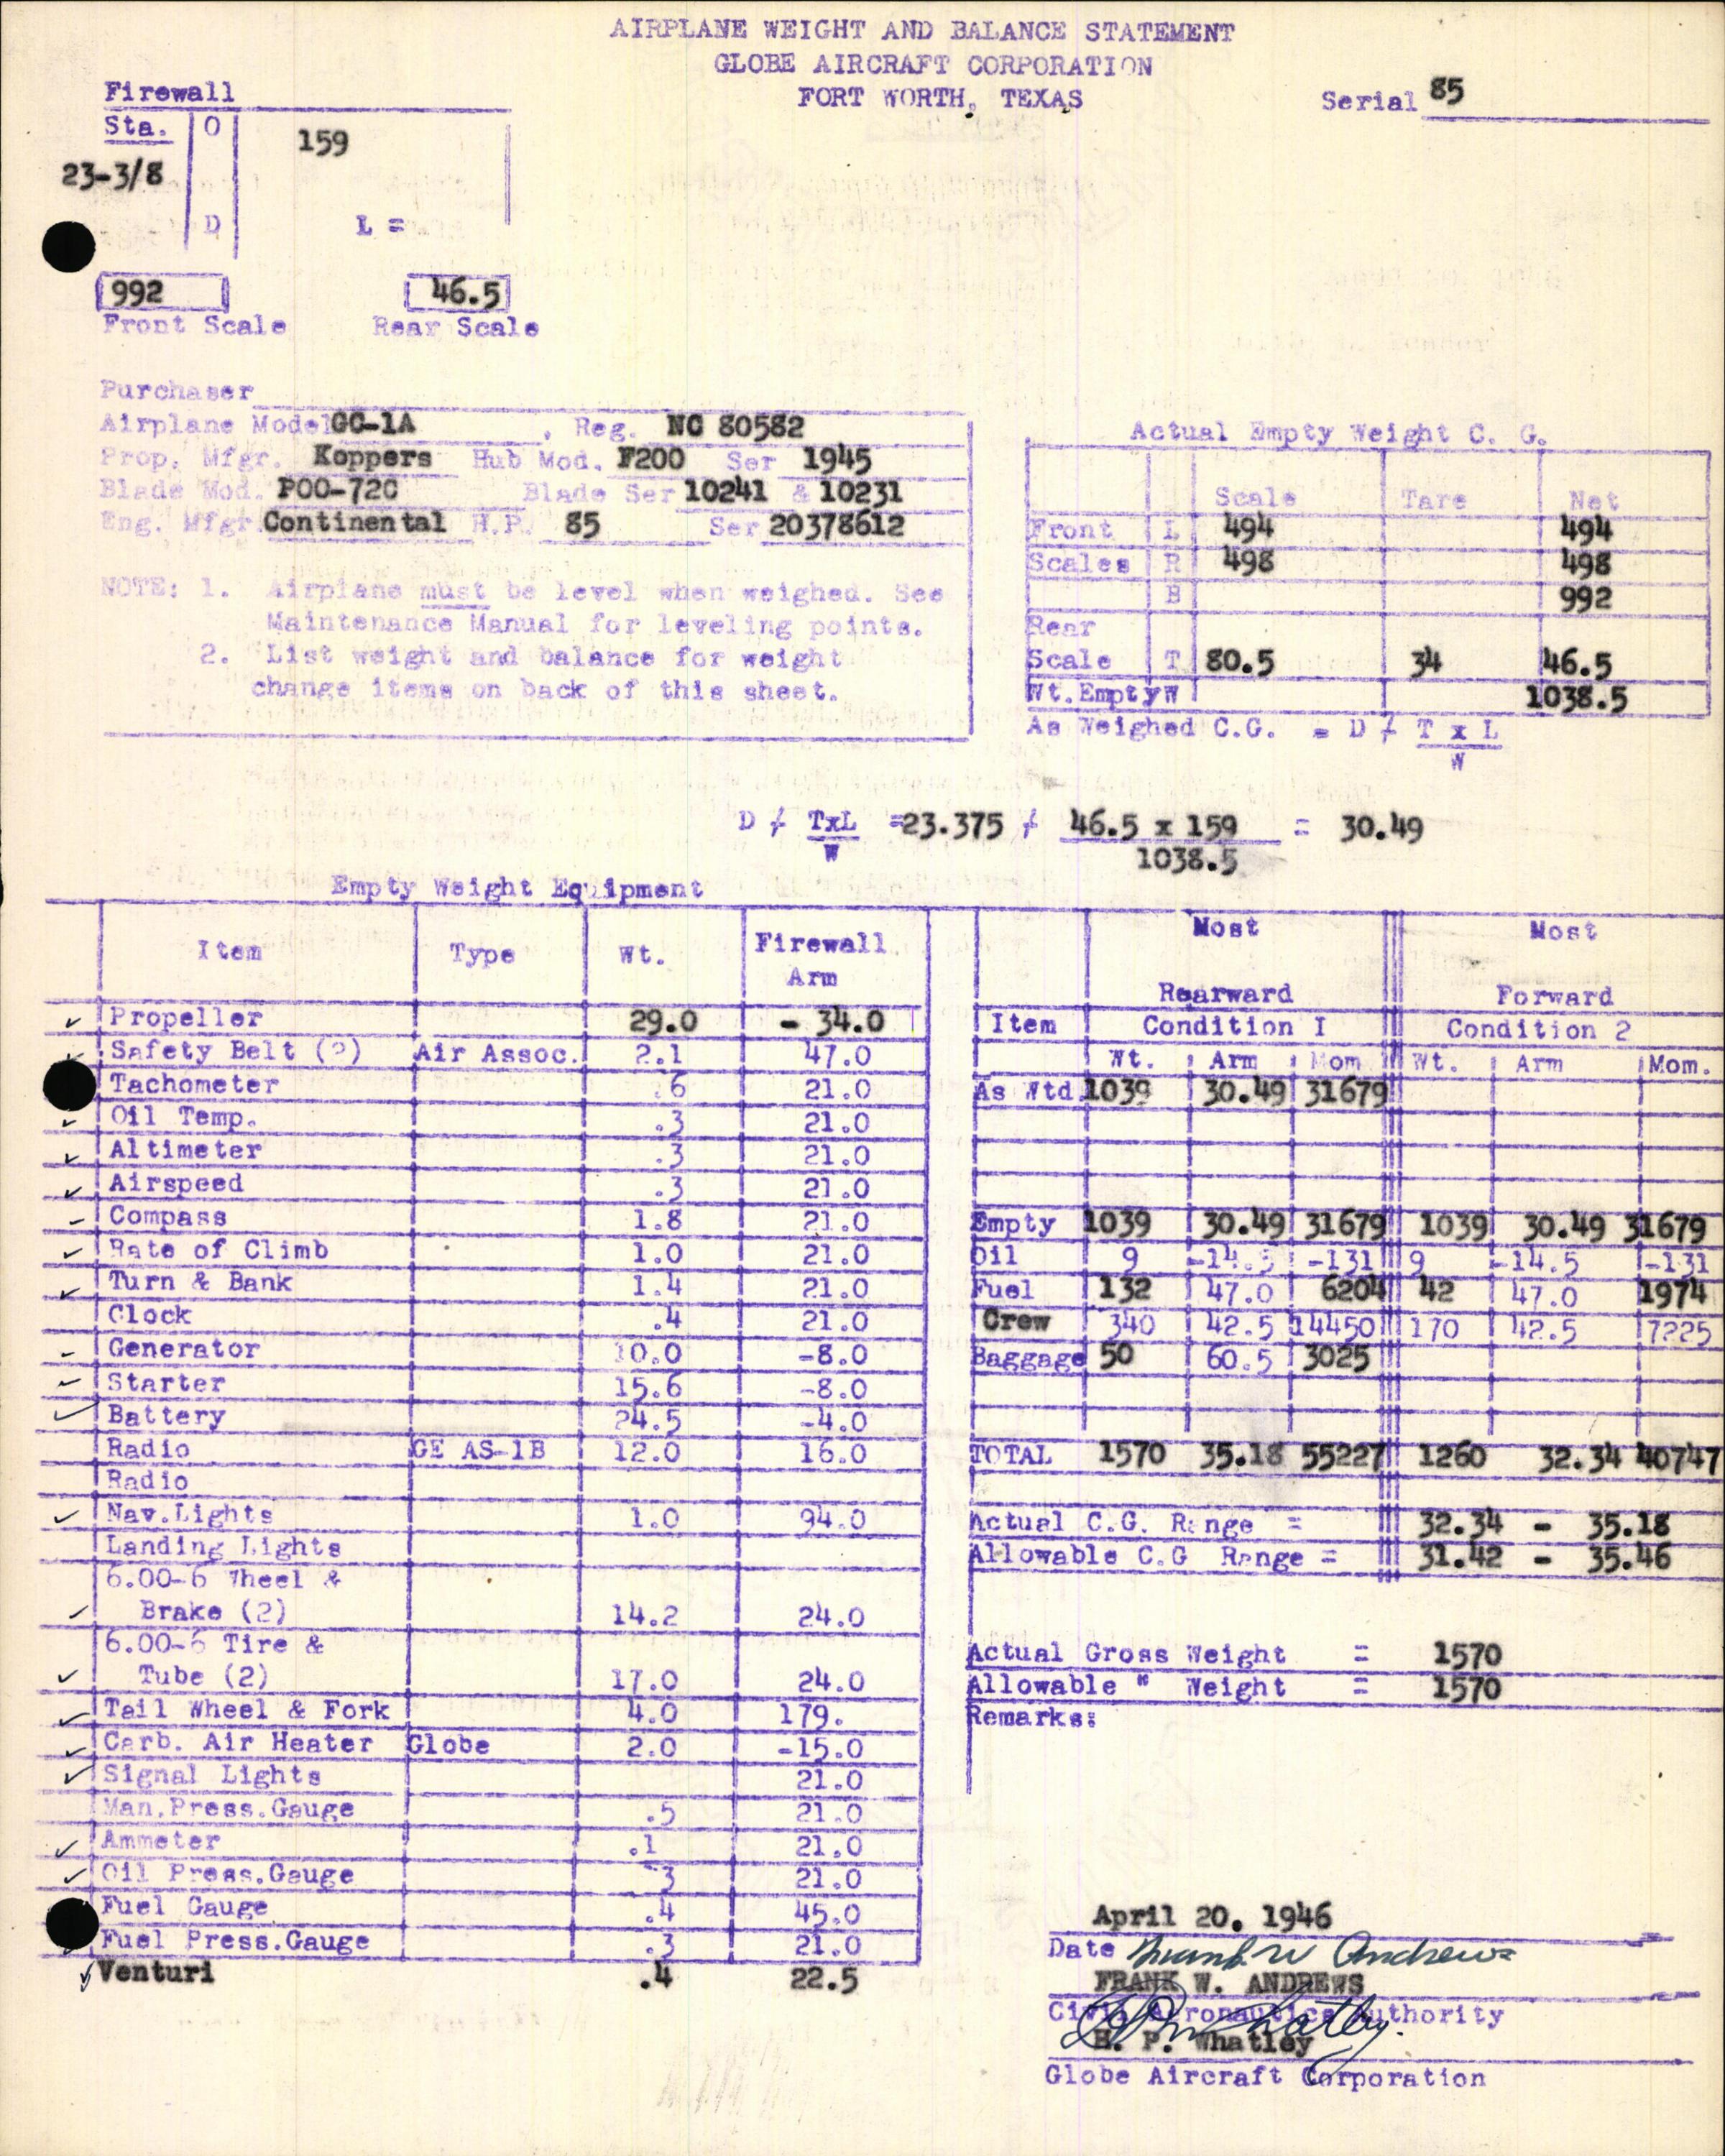 AIRPLANE WEIGHT AND BALANCE STATEMENT
GLOBE AIRCRAFT CORPORATION
FORT WORTH, TEXAS
Serial 85
Firewall
Sta. O 159
23-3/8
D L =
992 46.5
Front Scale Rear Scale
Purchaser
Airplane Model GC-1A , Reg. NC 80582
Prop. Mfgr. Koppers Hub Mod. F200 Ser 1945
Blade Mod. POO-72C Blade Ser 10241 & 10231
Eng. Mfgr. Continental H.P. 85 Ser 20378612
NOTE: 1. Airplane must be level when weighed. See
Maintenance Manual for leveling points.
2. List weight and balance for weight
change items on back of this sheet.
Actual Empty Weight C. G.
Scale Tare Net
Front L 494 494
Scales R 498 498
B 992
Rear
Scale T 80.5 34 46.5
Wt.Empty W 1038.5
As Weighed C.G. = D ⁄ T x L
W
D ⁄ TxL = 23.375 ⁄ 46.5 x 159 = 30.49
W 1038.5
Empty Weight Equipment
Item Type Wt. Firewall Arm
Propeller 29.0 - 34.0
Safety Belt (2) Air Assoc. 2.1 47.0
Tachometer .6 21.0
Oil Temp. .3 21.0
Altimeter .3 21.0
Airspeed .3 21.0
Compass 1.8 21.0
Rate of Climb 1.0 21.0
Turn & Bank 1.4 21.0
Clock .4 21.0
Generator 10.0 -8.0
Starter 15.6 -8.0
Battery 24.5 -4.0
Radio GE AS-1B 12.0 16.0
Radio
Nav.Lights 1.0 94.0
Landing Lights
6.00-6 Wheel &
Brake (2) 14.2 24.0
6.00-6 Tire &
Tube (2) 17.0 24.0
Tail Wheel & Fork 4.0 179.
Carb. Air Heater Globe 2.0 -15.0
Signal Lights 21.0
Man.Press.Gauge .5 21.0
Ammeter .1 21.0
Oil Press.Gauge .3 21.0
Fuel Gauge .4 45.0
Fuel Press.Gauge .3 21.0
Venturi .4 22.5
Most Most
Rearward Forward
Item Condition I Condition 2
Wt. Arm Mom Wt. Arm Mom.
As Wtd 1039 30.49 31679
Empty 1039 30.49 31679 1039 30.49 31679
Oil 9 -14.5 -131 9 -14.5 -131
Fuel 132 47.0 6204 42 47.0 1974
Crew 340 42.5 14450 170 42.5 7225
Baggage 50 60.5 3025
TOTAL 1570 35.18 55227 1260 32.34 40747
Actual C.G. Range = 32.34 - 35.18
Allowable C.G Range = 31.42 - 35.46
Actual Gross Weight = 1570
Allowable " Weight = 1570
Remarks:
April 20, 1946
Date Frank W Andrews
FRANK W. ANDREWS
Civil Aeronautics Authority
H P Whatley
H. P. Whatley
Globe Aircraft Corporation